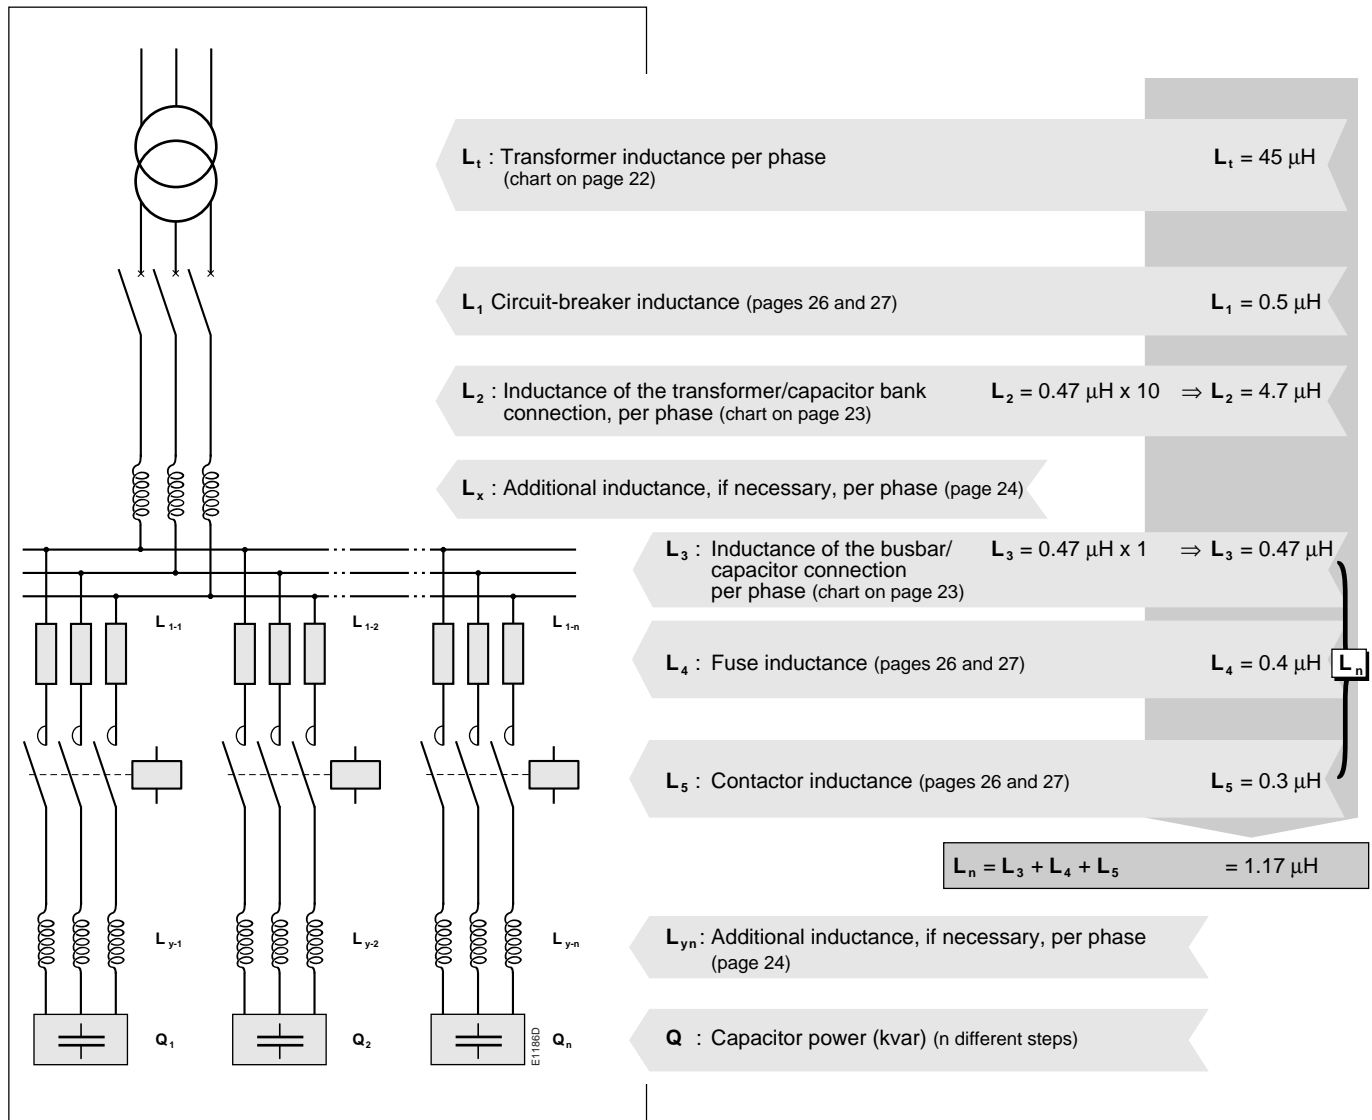 Lt : Transformer inductance per phase Lt = 45 μH
(chart on page 22)
L1 Circuit-breaker inductance (pages 26 and 27) L1 = 0.5 μH
L2 : Inductance of the transformer/capacitor bank L2 = 0.47 μH x 10 ⇒ L2 = 4.7 μH
connection, per phase (chart on page 23)
Lx : Additional inductance, if necessary, per phase (page 24)
L3 : Inductance of the busbar/ L3 = 0.47 μH x 1 ⇒ L3 = 0.47 μH
capacitor connection
per phase (chart on page 23)
L1-1 L1-2 L1-n
L4 : Fuse inductance (pages 26 and 27) L4 = 0.4 μH
Ln
L5 : Contactor inductance (pages 26 and 27) L5 = 0.3 μH
Ln = L3 + L4 + L5 = 1.17 μH
Ly-1 Ly-2 Ly-n
Lyn : Additional inductance, if necessary, per phase
(page 24)
Q1 Q2 Qn
E1186D
Q : Capacitor power (kvar) (n different steps)